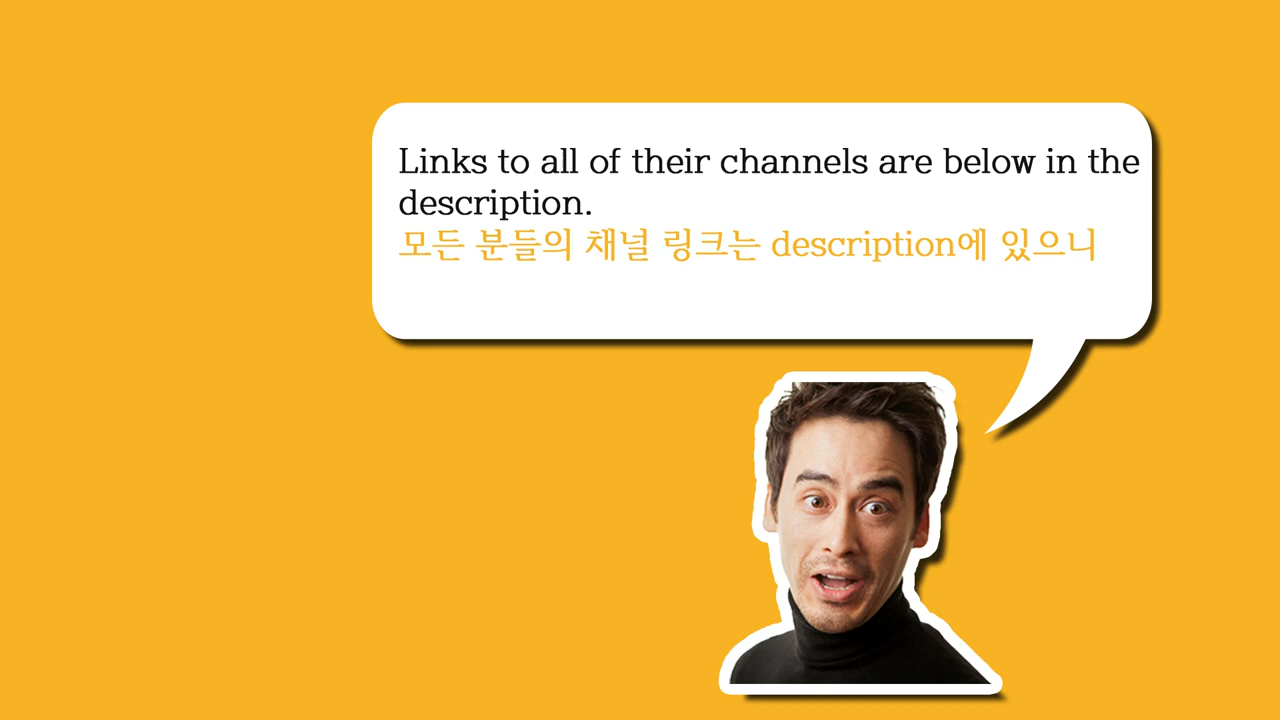 Links to all of their channels are below in the
description.
모든 분들의 채널 링크는 description에 있으니